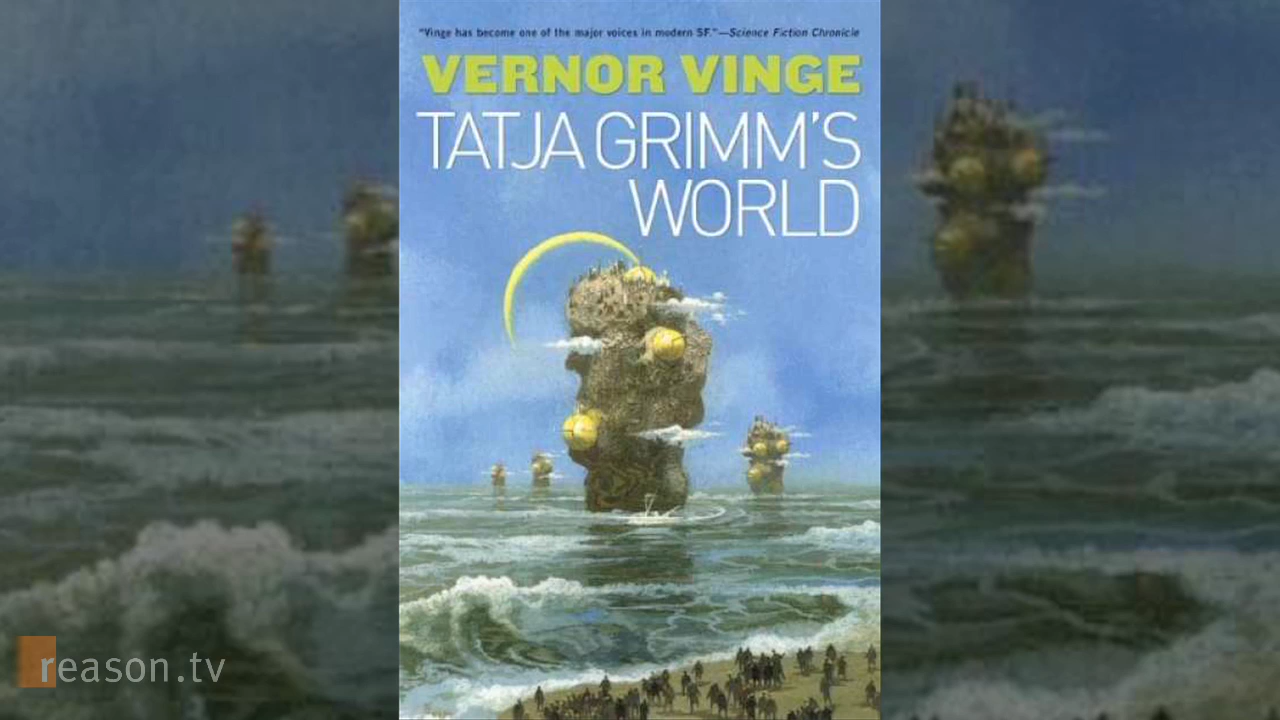 "Vinge has become one of the major voices in modern SF."—Science Fiction Chronicle
VERNOR VINGE
TATJA GRIMM'S
WORLD
reason.tv